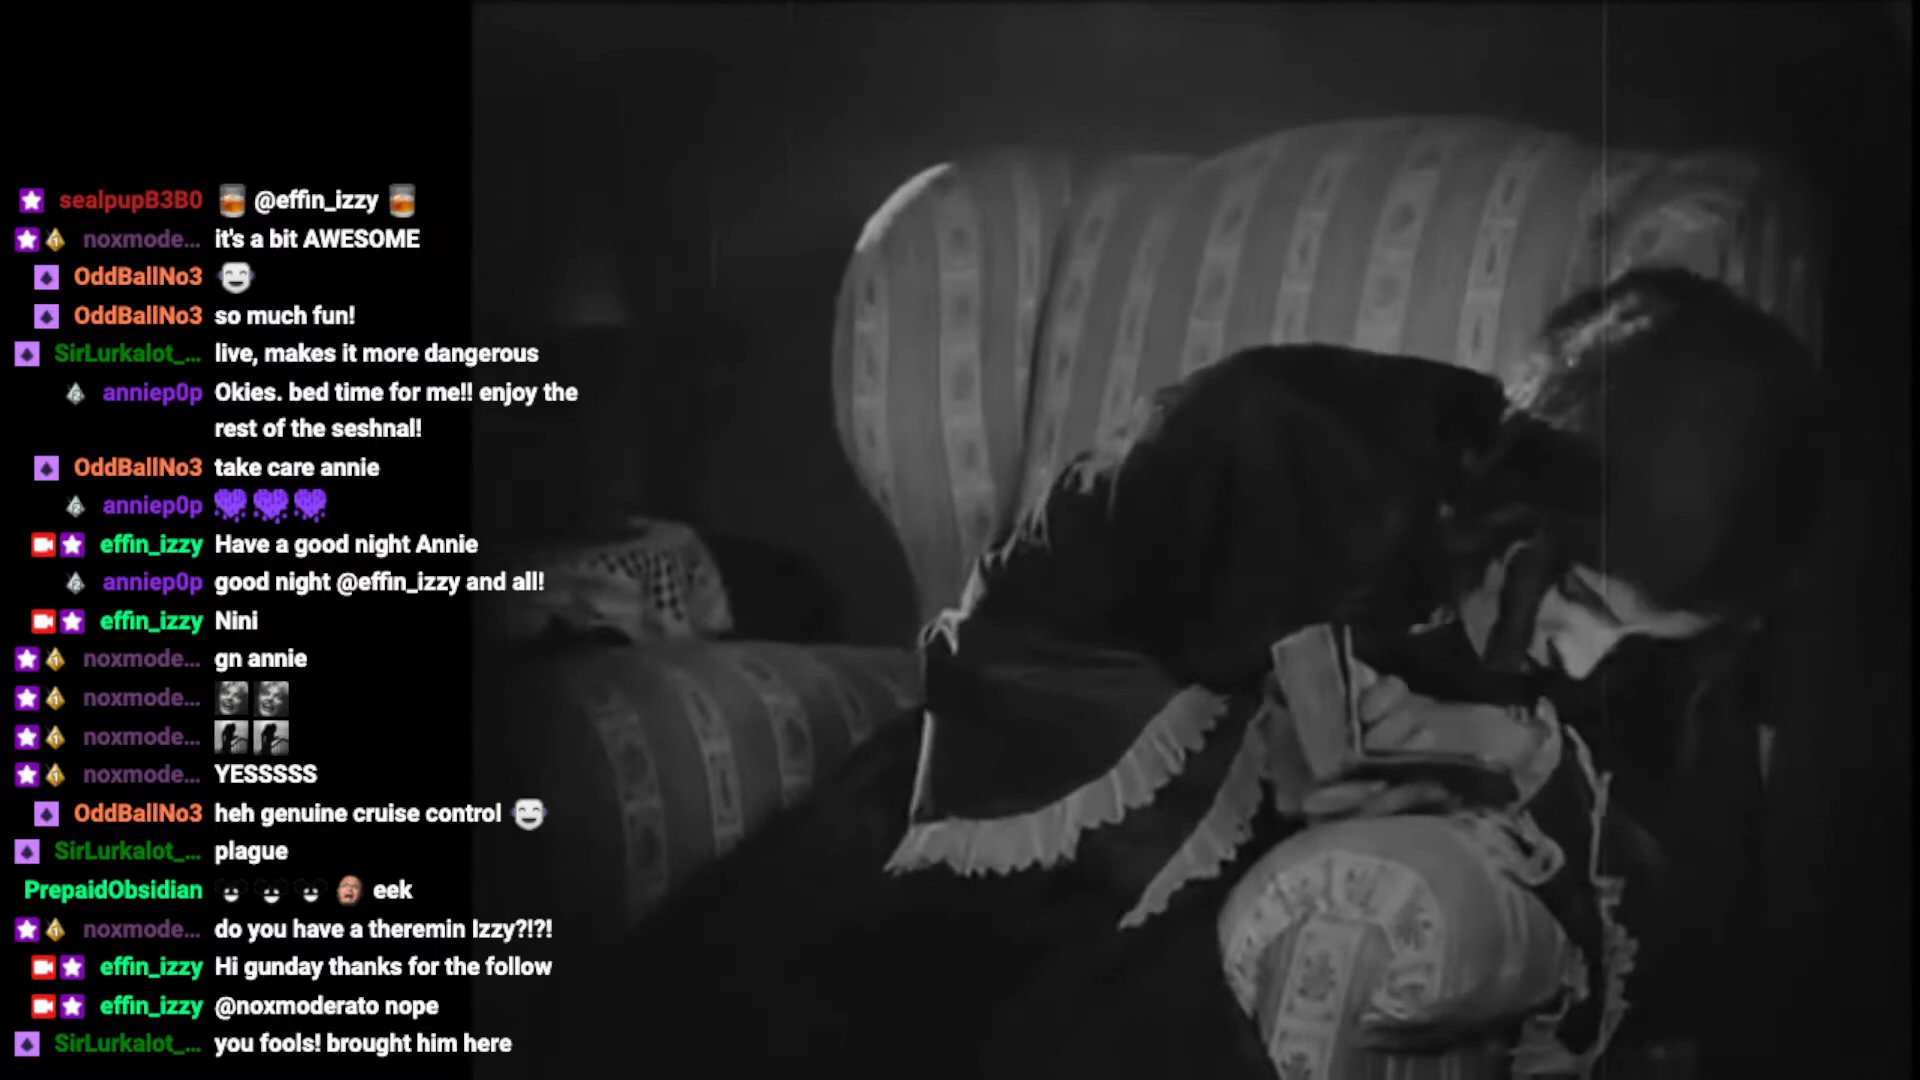 sealpupB3B0 @effin_izzy
noxmode... it's a bit AWESOME
OddBallNo3
OddBallNo3 so much fun!
SirLurkalot_... live, makes it more dangerous
anniep0p Okies. bed time for me!! enjoy the
rest of the seshnal!
OddBallNo3 take care annie
anniep0p
effin_izzy Have a good night Annie
anniep0p good night @effin_izzy and all!
effin_izzy Nini
noxmode... gn annie
noxmode...
noxmode...
noxmode... YESSSSS
OddBallNo3 heh genuine cruise control
SirLurkalot_... plague
PrepaidObsidian eek
noxmode... do you have a theremin Izzy?!?!
effin_izzy Hi gunday thanks for the follow
effin_izzy @noxmoderato nope
SirLurkalot_... you fools! brought him here